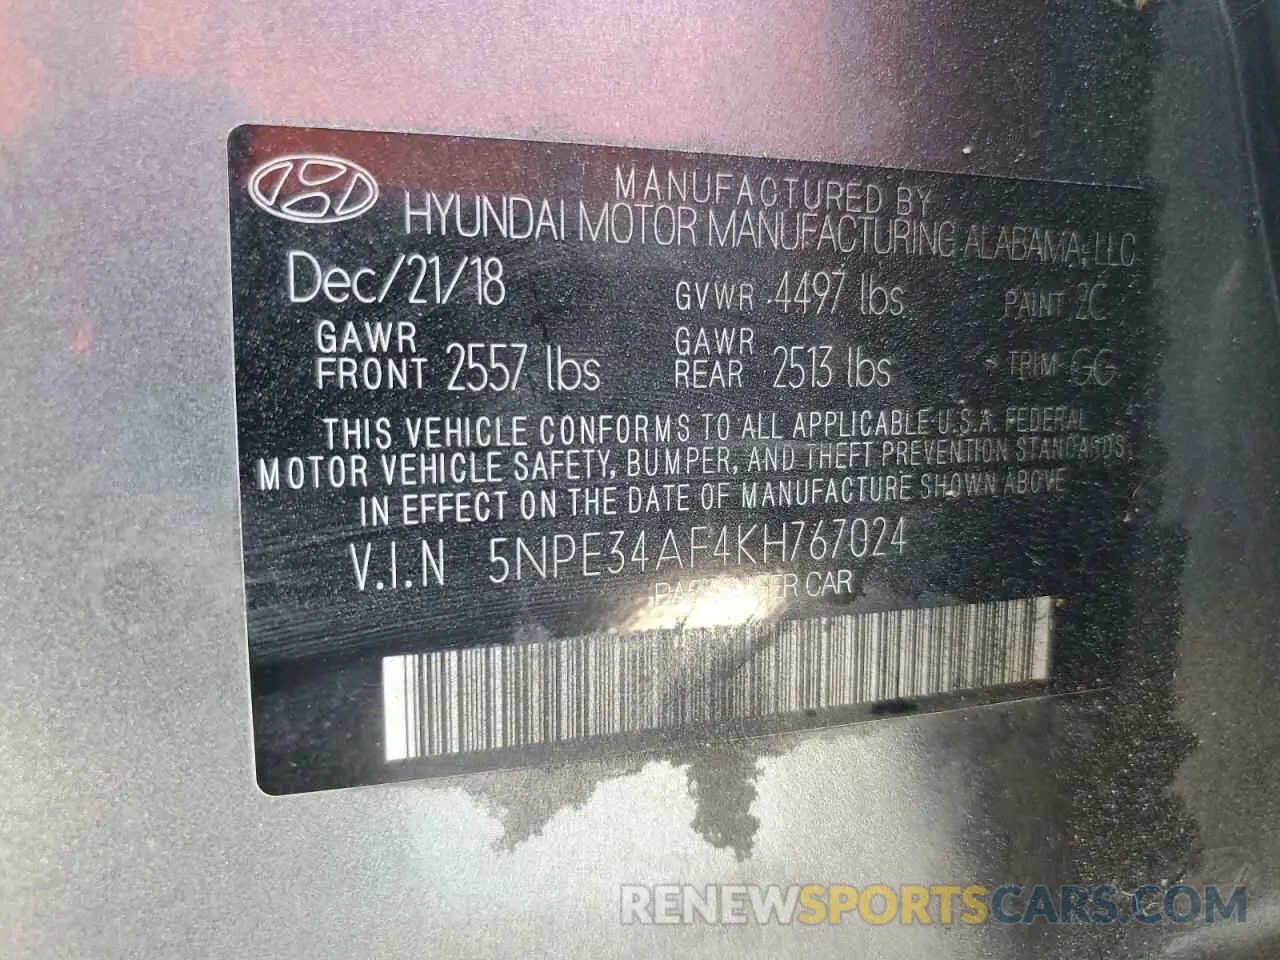 MANUFACTURED BY
HYUNDAI MOTOR MANUFACTURING ALABAMA, LLC
Dec/21/18 GVWR 4497 lbs PAINT 2C
GAWR FRONT 2557 lbs GAWR REAR 2513 lbs TRIM GG
THIS VEHICLE CONFORMS TO ALL APPLICABLE U.S.A. FEDERAL
MOTOR VEHICLE SAFETY, BUMPER, AND THEFT PREVENTION STANDARDS
IN EFFECT ON THE DATE OF MANUFACTURE SHOWN ABOVE
V.I.N 5NPE34AF4KH767024
PASSENGER CAR
RENEWSPORTSCARS.COM